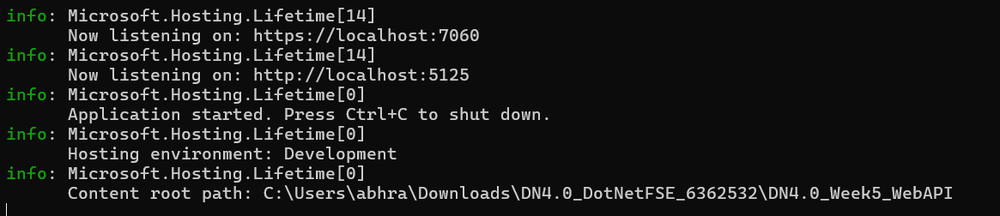 info: Microsoft.Hosting.Lifetime[14]
Now listening on: https://localhost:7060
info: Microsoft.Hosting.Lifetime[14]
Now listening on: http://localhost:5125
info: Microsoft.Hosting.Lifetime[0]
Application started. Press Ctrl+C to shut down.
info: Microsoft.Hosting.Lifetime[0]
Hosting environment: Development
info: Microsoft.Hosting.Lifetime[0]
Content root path: C:\Users\abhra\Downloads\DN4.0_DotNetFSE_6362532\DN4.0_Week5_WebAPI